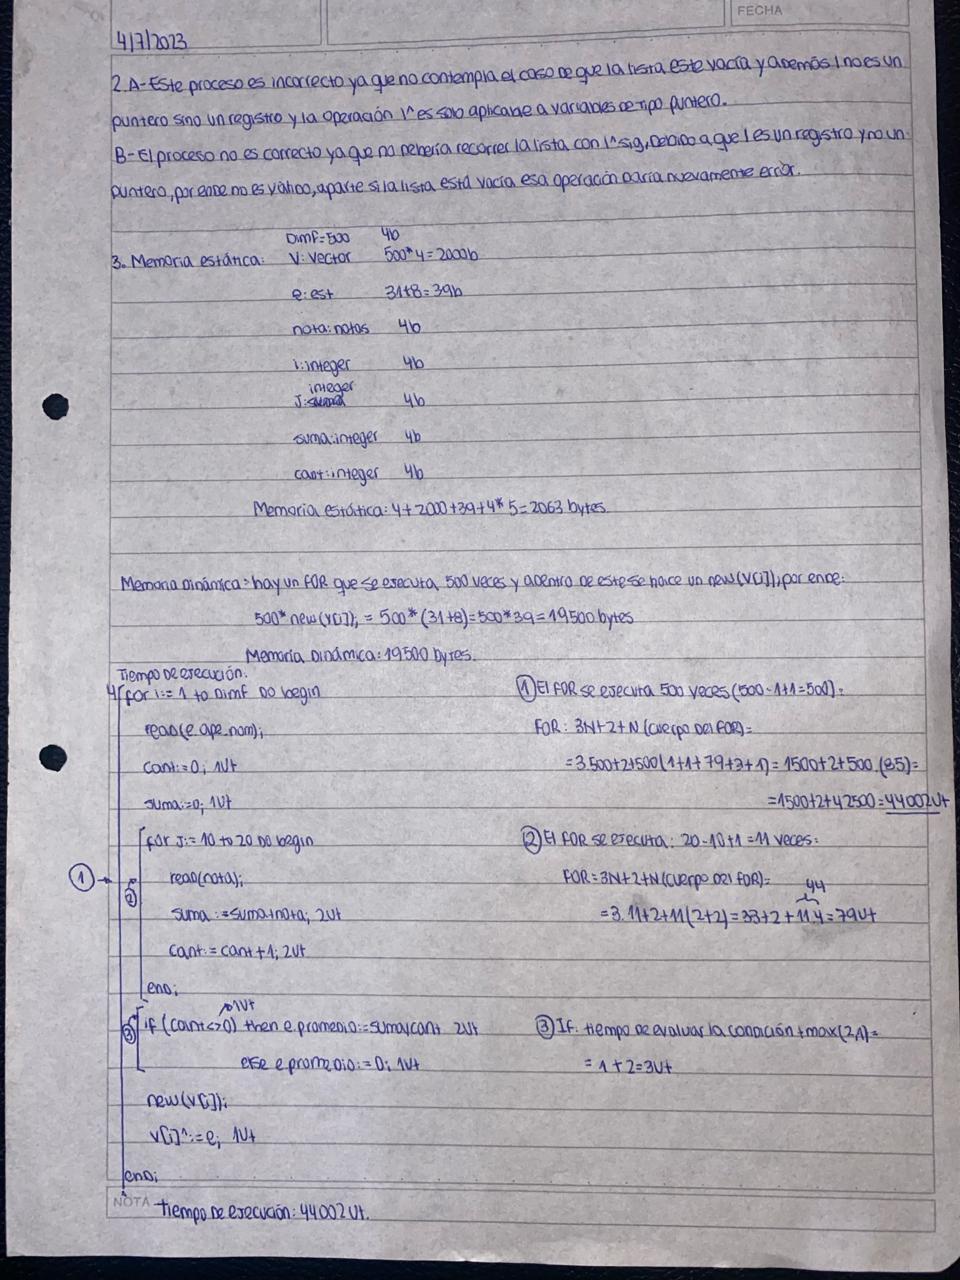 FECHA
4/7/2023
2. A- Este proceso es incorrecto ya que no contempla el caso de que la lista este vacía y además l no es un
puntero sino un registro y la operación l^ es solo aplicable a variables de tipo puntero.
B- El proceso no es correcto ya que no debería recorrer la lista con l^.sig, debido a que l es un registro y no un
puntero, por ende no es válido, aparte si la lista está vacía esa operación daría nuevamente error.
DimF=500 4b
3. Memoria estática: V: vector 500*4=2000b
e: est 31+8=39b
nota: notas 4b
i: integer 4b
integer
J: 4b
suma: integer 4b
cant: integer 4b
Memoria estática: 4+2000+39+4*5=2063 bytes
Memoria Dinámica: hay un FOR que se ejecuta 500 veces y adentro de este se hace un new(v[i]), por ende:
500*new(v[i]); = 500*(31+8)=500*39=19500 bytes
Memoria Dinámica: 19500 bytes.
Tiempo de ejecución.
4 for i:= 1 to DimF do begin
① El FOR se ejecuta 500 veces (500-1+1=500):
read(e.ape_nom);
FOR: 3N+2+N(cuerpo del FOR)=
cant:=0; 1Ut
=3.500+2+500(1+1+79+3+1)=1500+2+500.(85)=
suma:=0; 1Ut
=1500+2+42500=44002Ut
for J:= 10 to 20 do begin
② El FOR se ejecuta: 20-10+1=11 veces:
① ② read(nota);
FOR=3N+2+N(cuerpo del FOR)=
44
suma:=suma+nota; 2Ut
=3.11+2+11(2+2)=33+2+11.4=79Ut
cant:=cant+1; 2Ut
end;
1Ut
③ if (cant<>0) then e.promedio:=suma/cant 2Ut
③ If: tiempo de evaluar la condición + max(2,1)=
else e.promedio:=0; 1Ut
= 1+2=3Ut
new(v[i]);
v[i]^:=e; 1Ut
end;
NOTA
Tiempo de ejecución: 44002 Ut.